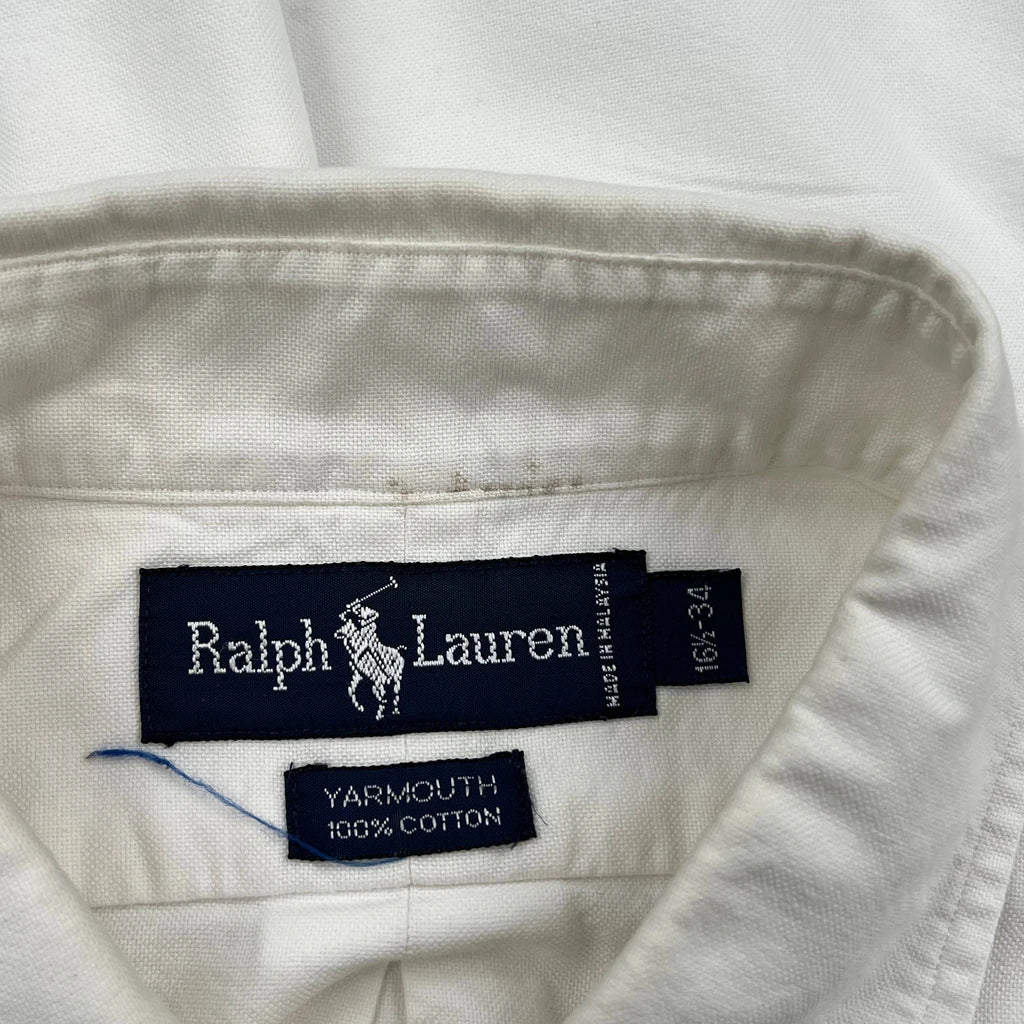 Ralph Lauren
MADE IN MALAYSIA
16½-34
YARMOUTH
100% COTTON